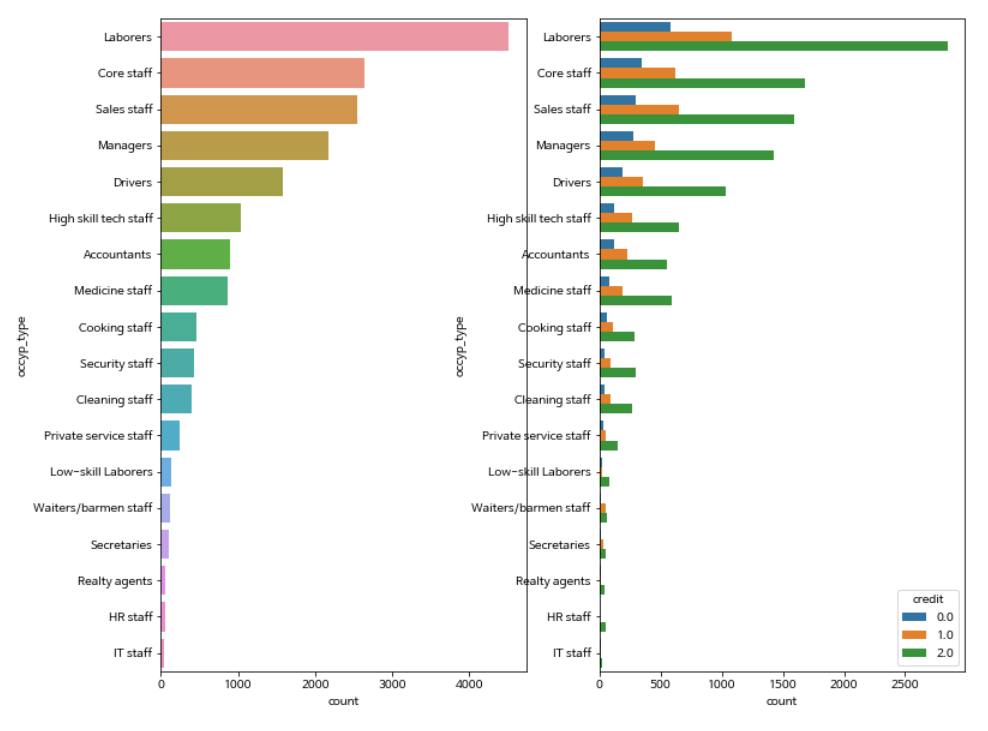 Laborers
Core staff
Sales staff
Managers
Drivers
High skill tech staff
Accountants
Medicine staff
Cooking staff
Security staff
Cleaning staff
Private service staff
Low-skill Laborers
Waiters/barmen staff
Secretaries
Realty agents
HR staff
IT staff
occyp_type
0 1000 2000 3000 4000
count
Laborers
Core staff
Sales staff
Managers
Drivers
High skill tech staff
Accountants
Medicine staff
Cooking staff
Security staff
Cleaning staff
Private service staff
Low-skill Laborers
Waiters/barmen staff
Secretaries
Realty agents
HR staff
IT staff
occyp_type
0 500 1000 1500 2000 2500
count
credit
0.0
1.0
2.0